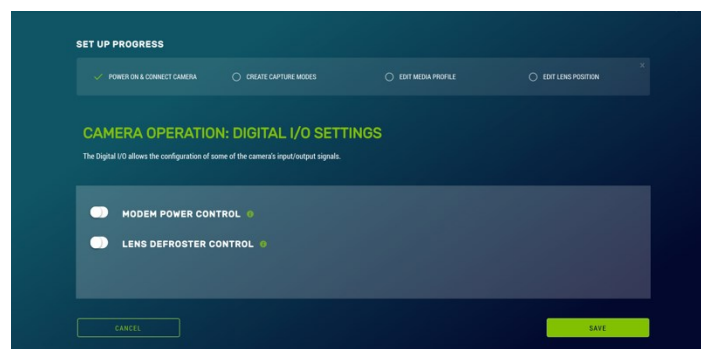 SET UP PROGRESS
POWER ON & CONNECT CAMERA
CREATE CAPTURE MODES
EDIT MEDIA PROFILE
EDIT LENS POSITION
CAMERA OPERATION: DIGITAL I/O SETTINGS
The Digital I/O allows the configuration of some of the camera's input/output signals.
MODEM POWER CONTROL
LENS DEFROSTER CONTROL
CANCEL
SAVE